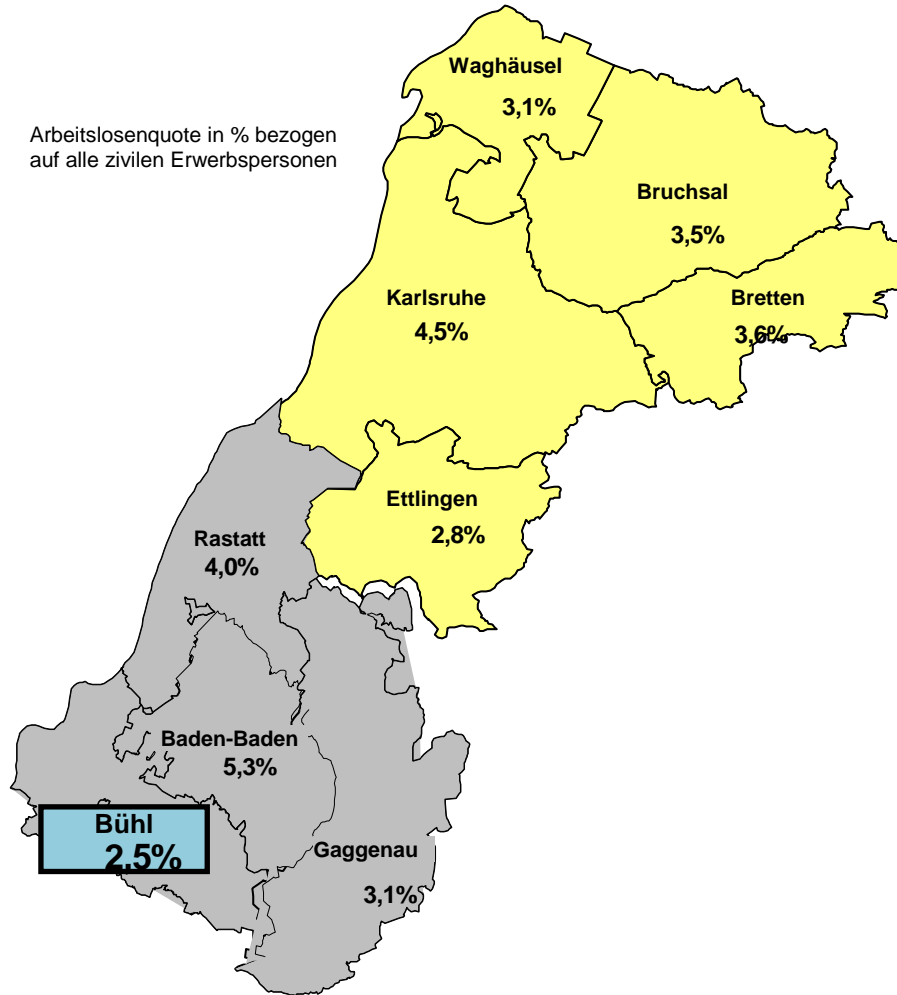 Waghäusel
3,1%
Arbeitslosenquote in % bezogen
auf alle zivilen Erwerbspersonen
Bruchsal
3,5%
Karlsruhe
4,5%
Bretten
3,6%
Ettlingen
2,8%
Rastatt
4,0%
Baden-Baden
5,3%
Bühl
2,5%
Gaggenau
3,1%